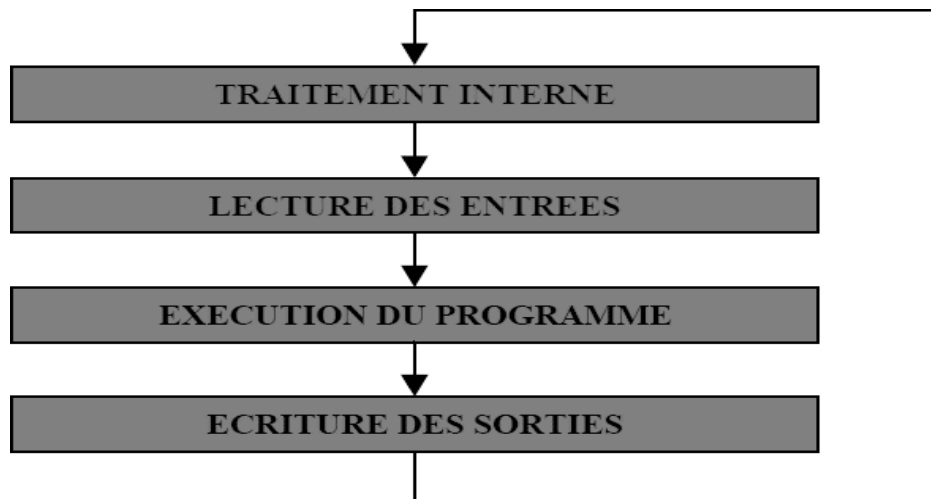 TRAITEMENT INTERNE
LECTURE DES ENTREES
EXECUTION DU PROGRAMME
ECRITURE DES SORTIES